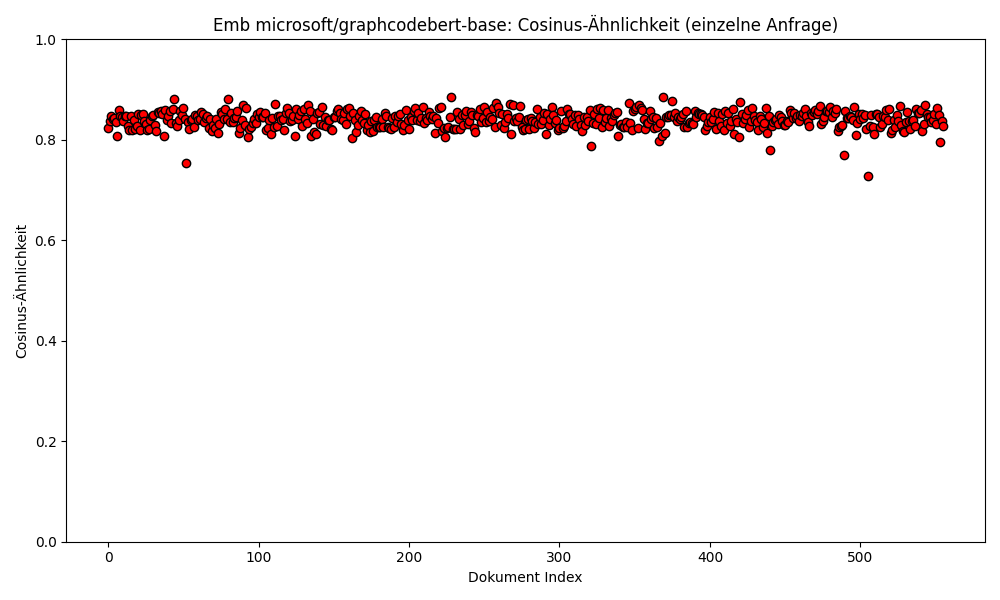 Emb microsoft/graphcodebert-base: Cosinus-Ähnlichkeit (einzelne Anfrage)
1.0
0.8
0.6
0.4
0.2
0.0
Cosinus-Ähnlichkeit
0 100 200 300 400 500
Dokument Index